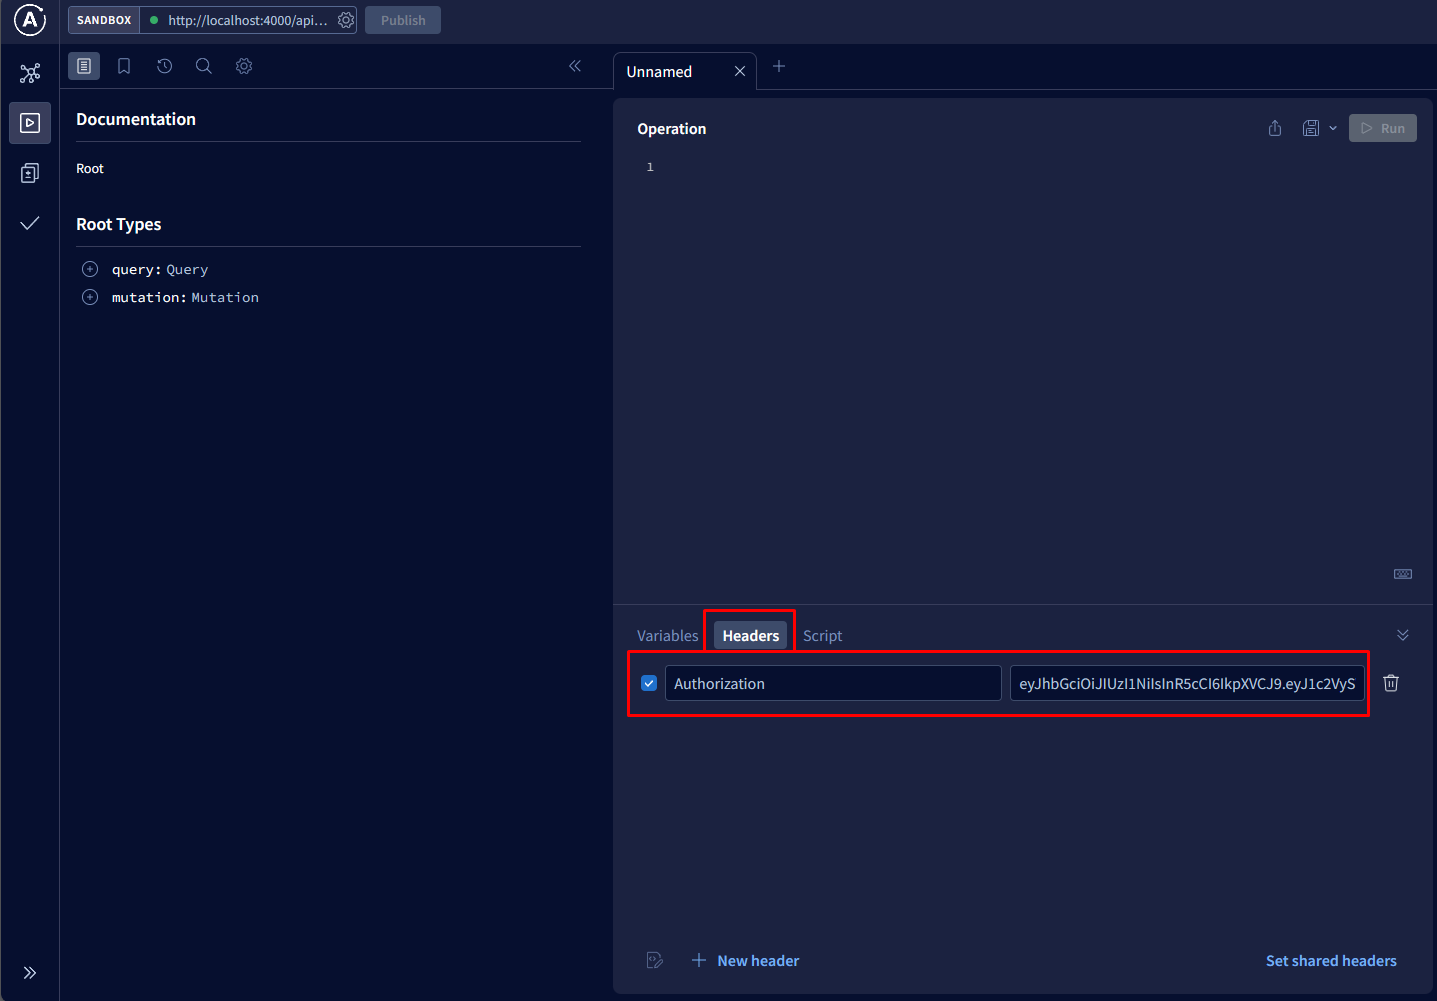 SANDBOX http://localhost:4000/api... Publish
Unnamed
Documentation
Root
Root Types
query: Query
mutation: Mutation
Operation
Run
1
Variables Headers Script
Authorization eyJhbGciOiJIUzI1NiIsInR5cCI6IkpXVCJ9.eyJ1c2VyS
New header Set shared headers